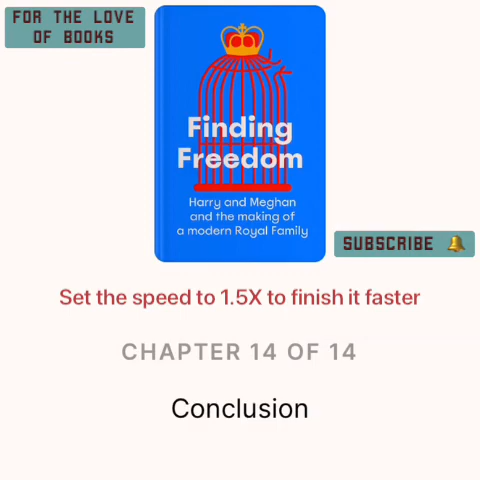 FOR THE LOVE
OF BOOKS
Finding
Freedom
Harry and Meghan
and the making of
a modern Royal Family
SUBSCRIBE 🔔
Set the speed to 1.5X to finish it faster
CHAPTER 14 OF 14
Conclusion